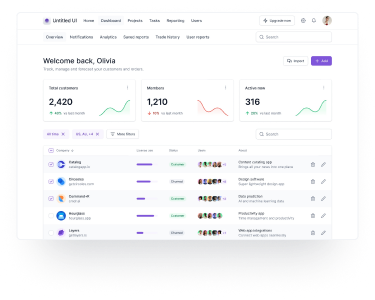 Untitled UI Home Dashboard Projects Tasks Reporting Users Upgrade now
Overview Notifications Analytics Saved reports Trade history User reports Search
Welcome back, Olivia
Track, manage and forecast your customers and orders.
Import Add
Total customers
2,420
40% vs last month
Members
1,210
10% vs last month
Active now
316
20% vs last month
All time US, AU, +4 More filters Search
Company License use Status Users About
Catalog Customer Content curating app
catalogapp.io Brings all your news into one place
Circooles Churned Design software
getcirooles.com Super lightweight design app
Command+R Customer Data prediction
cmdr.ai AI and machine learning data
Hourglass Customer Productivity app
hourglass.app Time management and productivity
Layers Churned Web app integrations
getlayers.io Connect web apps seamlessly